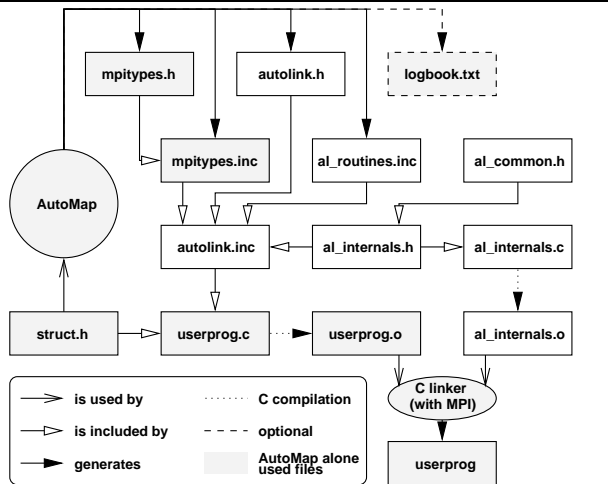 mpitypes.h
autolink.h
logbook.txt
mpitypes.inc
al_routines.inc
al_common.h
AutoMap
autolink.inc
al_internals.h
al_internals.c
struct.h
userprog.c
userprog.o
al_internals.o
C linker
(with MPI)
userprog
is used by
is included by
generates
C compilation
optional
AutoMap alone
used files